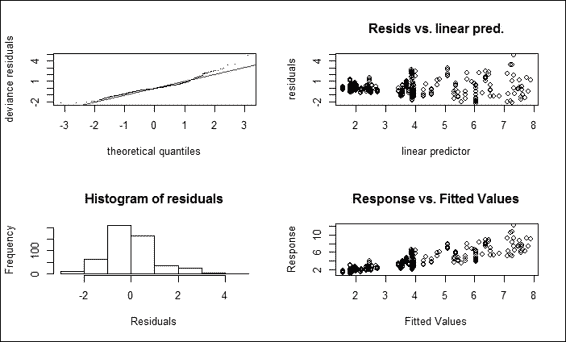 deviance residuals
-2 1 4
-3 -2 -1 0 1 2 3
theoretical quantiles
Resids vs. linear pred.
residuals
-2 1 4
2 3 4 5 6 7 8
linear predictor
Histogram of residuals
Frequency
0 100
-2 0 2 4
Residuals
Response vs. Fitted Values
Response
2 6 10
2 3 4 5 6 7 8
Fitted Values